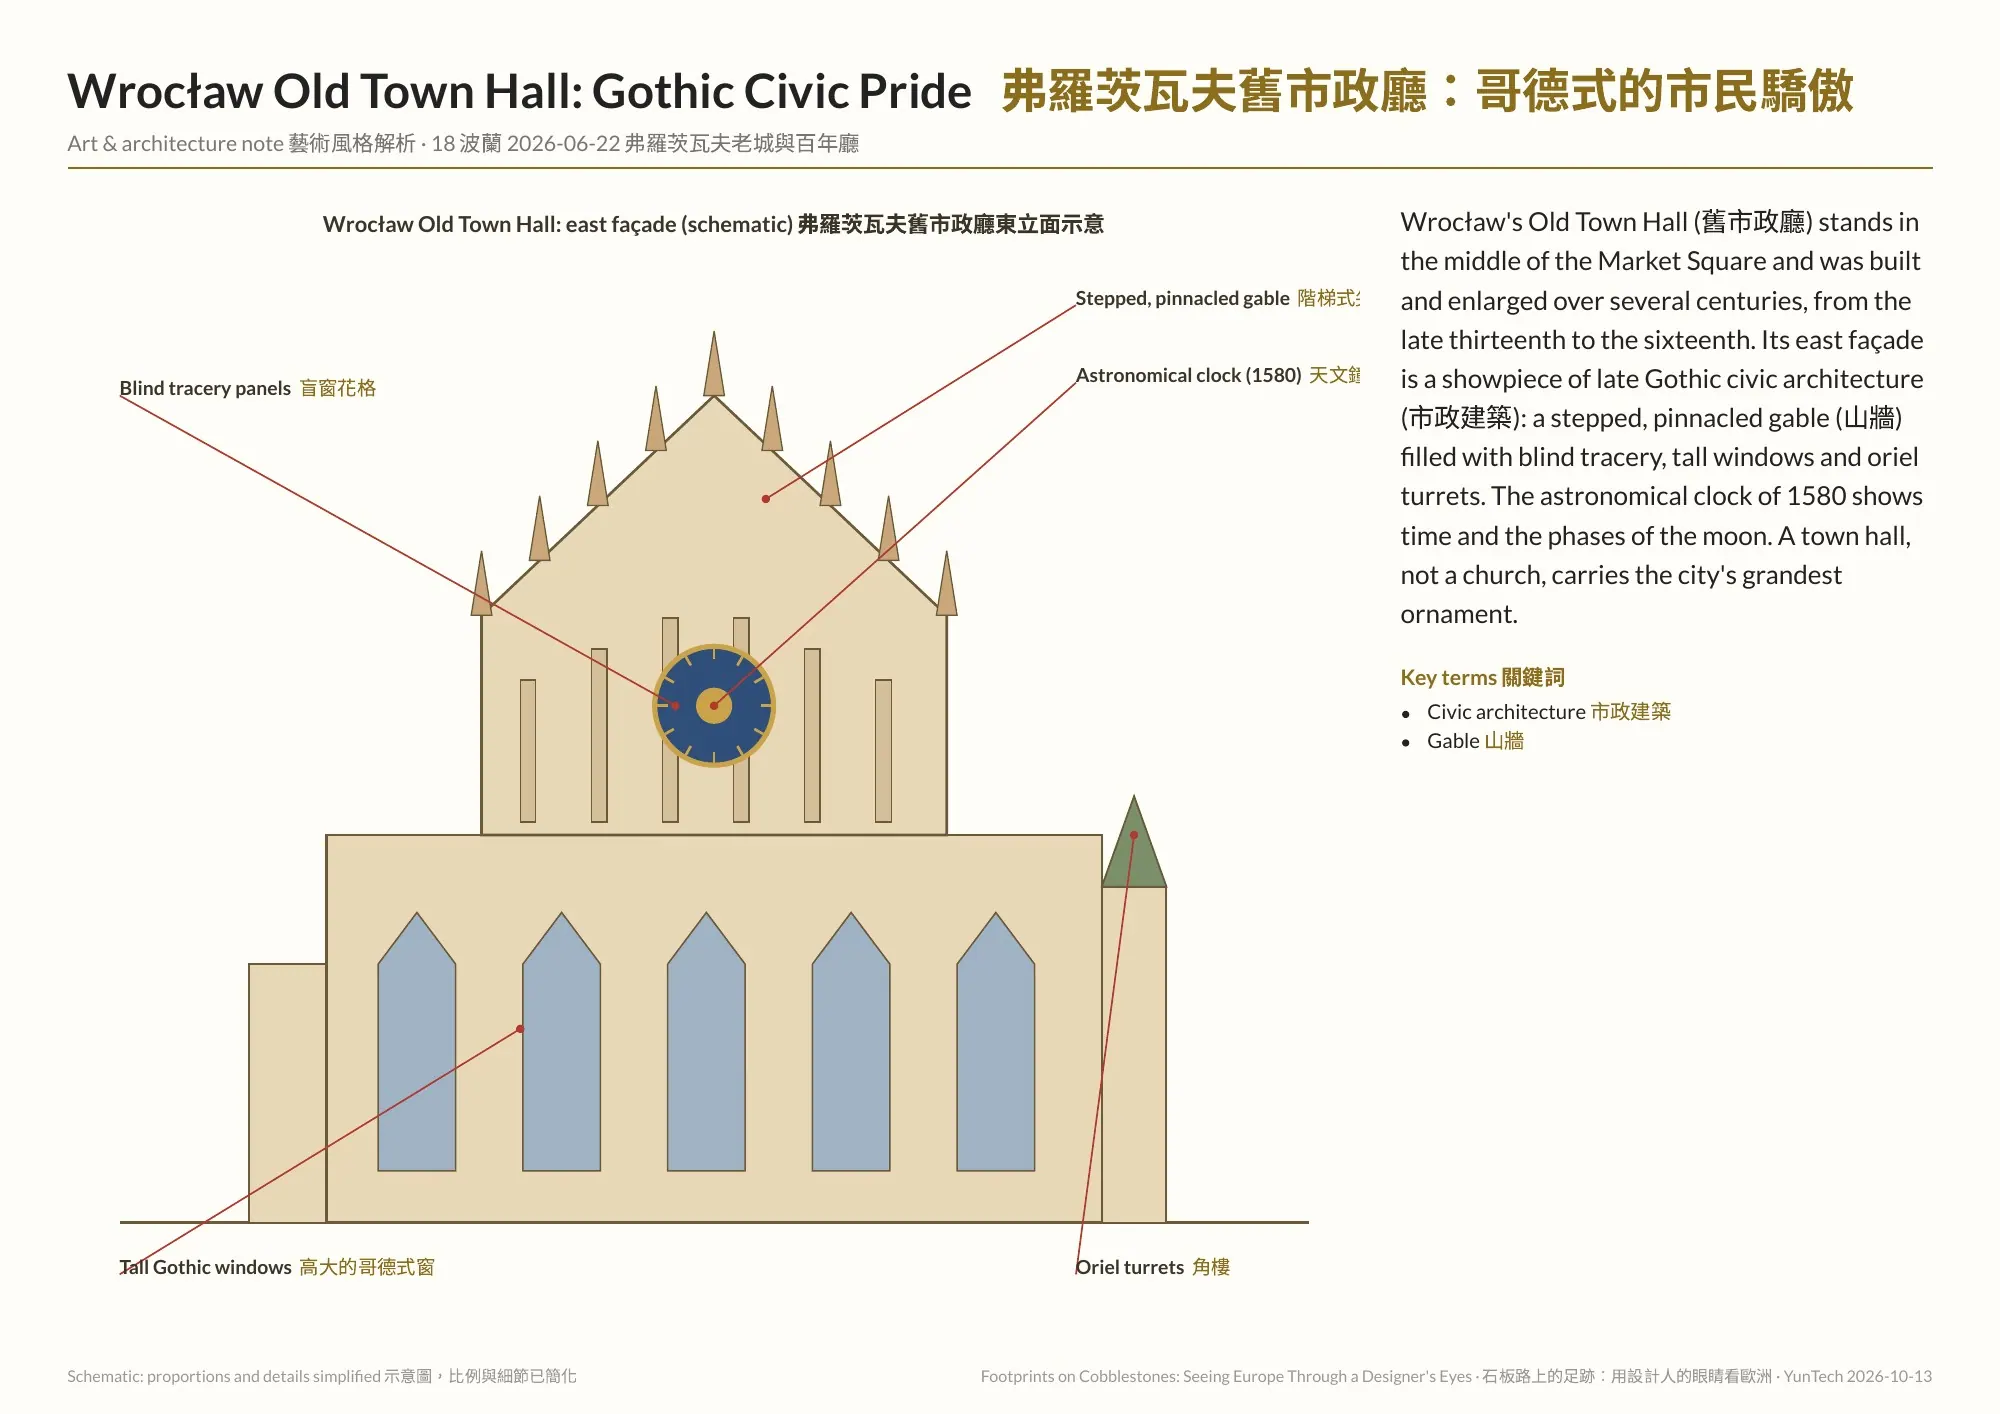 Wrocław Old Town Hall: Gothic Civic Pride 弗羅茨瓦夫舊市政廳：哥德式的市民驕傲
Art & architecture note 藝術風格解析 · 18 波蘭 2026-06-22 弗羅茨瓦夫老城與百年廳
Wrocław Old Town Hall: east façade (schematic) 弗羅茨瓦夫舊市政廳東立面示意
Stepped, pinnacled gable 階梯式
Astronomical clock (1580) 天文
Blind tracery panels 盲窗花格
Tall Gothic windows 高大的哥德式窗
Oriel turrets 角樓
Wrocław's Old Town Hall (舊市政廳) stands in
the middle of the Market Square and was built
and enlarged over several centuries, from the
late thirteenth to the sixteenth. Its east façade
is a showpiece of late Gothic civic architecture
(市政建築): a stepped, pinnacled gable (山牆)
filled with blind tracery, tall windows and oriel
turrets. The astronomical clock of 1580 shows
time and the phases of the moon. A town hall,
not a church, carries the city's grandest
ornament.
Key terms 關鍵詞
• Civic architecture 市政建築
• Gable 山牆
Schematic: proportions and details simplified 示意圖，比例與細節已簡化
Footprints on Cobblestones: Seeing Europe Through a Designer's Eyes · 石板路上的足跡：用設計人的眼睛看歐洲 · YunTech 2026-10-13